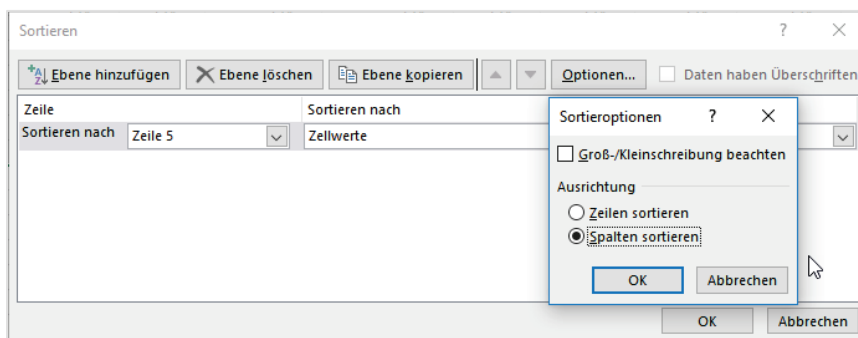 Sortieren ?
Ebene hinzufügen Ebene löschen Ebene kopieren Optionen... Daten haben Überschriften
Zeile Sortieren nach
Sortieren nach Zeile 5 Zellwerte
Sortieroptionen ?
Groß-/Kleinschreibung beachten
Ausrichtung
Zeilen sortieren
Spalten sortieren
OK Abbrechen
OK Abbrechen